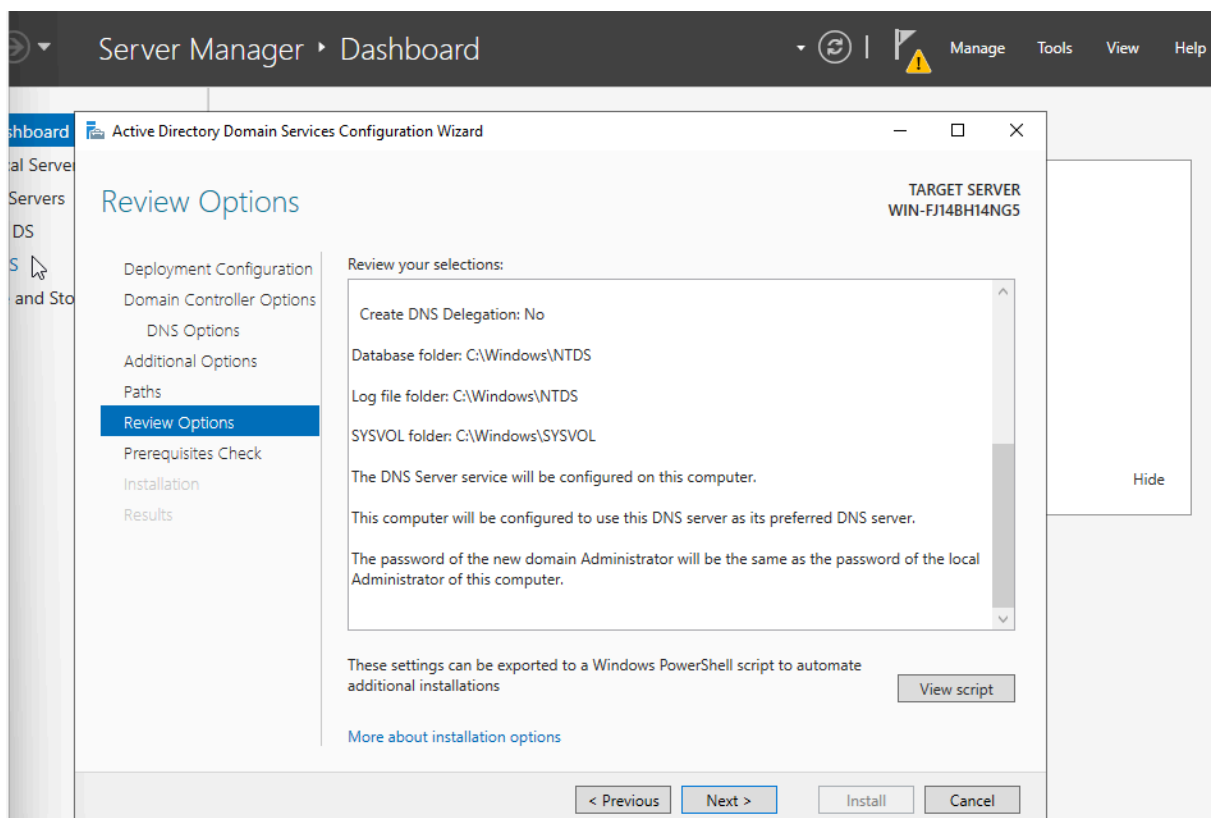 Server Manager ‣ Dashboard
Manage Tools View Help
shboard
Active Directory Domain Services Configuration Wizard
al Server
Servers
DS
S
and Sto
Review Options
TARGET SERVER
WIN-FJ14BH14NG5
Deployment Configuration
Domain Controller Options
DNS Options
Additional Options
Paths
Review Options
Prerequisites Check
Installation
Results
Review your selections:
Create DNS Delegation: No
Database folder: C:\Windows\NTDS
Log file folder: C:\Windows\NTDS
SYSVOL folder: C:\Windows\SYSVOL
The DNS Server service will be configured on this computer.
This computer will be configured to use this DNS server as its preferred DNS server.
The password of the new domain Administrator will be the same as the password of the local
Administrator of this computer.
Hide
These settings can be exported to a Windows PowerShell script to automate
additional installations
View script
More about installation options
< Previous
Next >
Install
Cancel